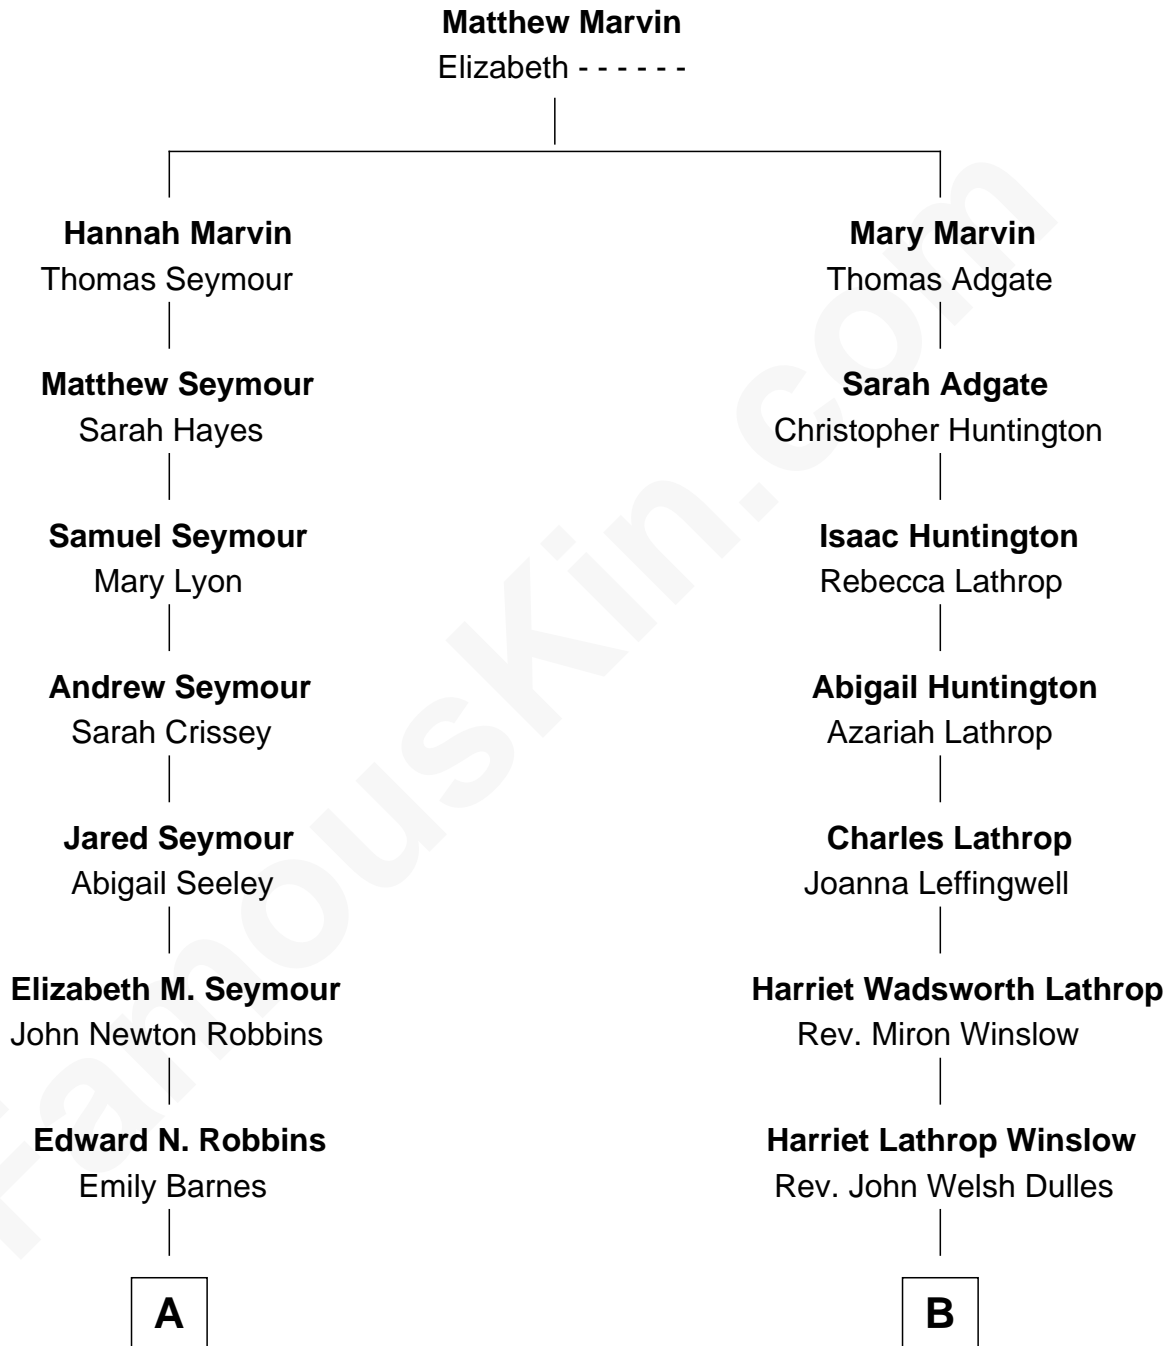 Matthew Marvin
Elizabeth - - - - - -
Hannah Marvin
Thomas Seymour
Mary Marvin
Thomas Adgate
Matthew Seymour
Sarah Hayes
Sarah Adgate
Christopher Huntington
Samuel Seymour
Mary Lyon
Isaac Huntington
Rebecca Lathrop
Andrew Seymour
Sarah Crissey
Abigail Huntington
Azariah Lathrop
Jared Seymour
Abigail Seeley
Charles Lathrop
Joanna Leffingwell
Elizabeth M. Seymour
John Newton Robbins
Harriet Wadsworth Lathrop
Rev. Miron Winslow
Edward N. Robbins
Emily Barnes
Harriet Lathrop Winslow
Rev. John Welsh Dulles
A
B
FamousKin.com